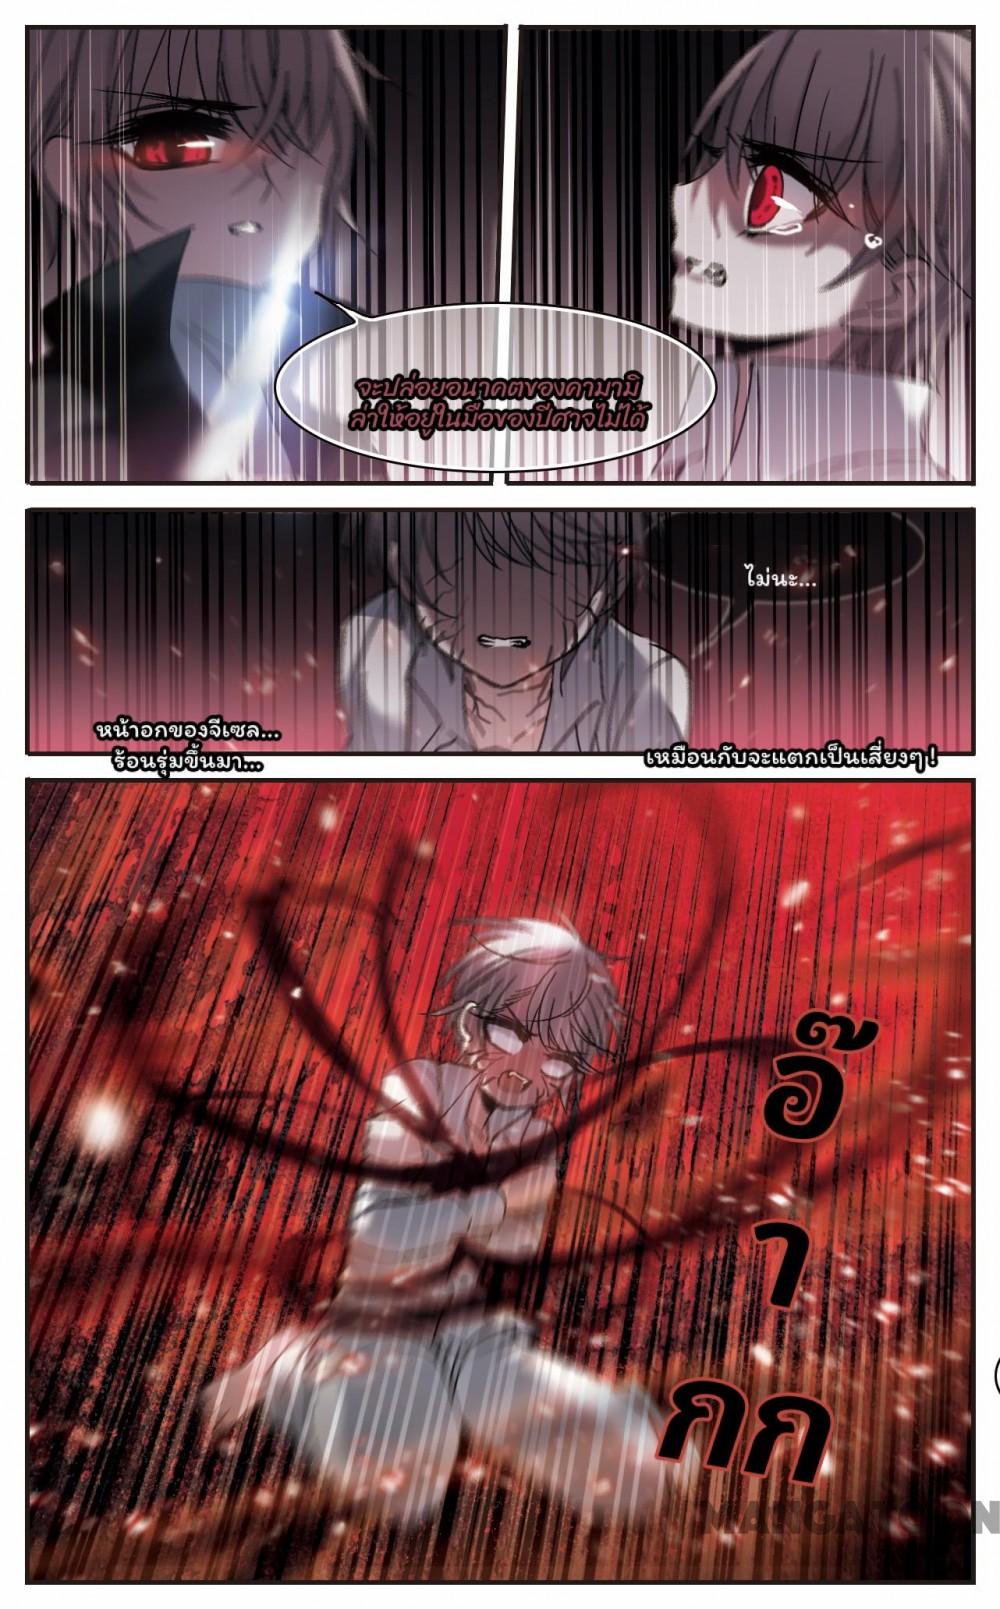 จะปล่อยอนาคตของคามามิ
ล่าให้อยู่ในมือของปีศาจไม่ได้
ไม่นะ...
หน้าอกของจีเซล...
ร้อนรุ่มขึ้นมา...
เหมือนกับจะแตกเป็นเสี่ยงๆ!
อ๊
า
กก